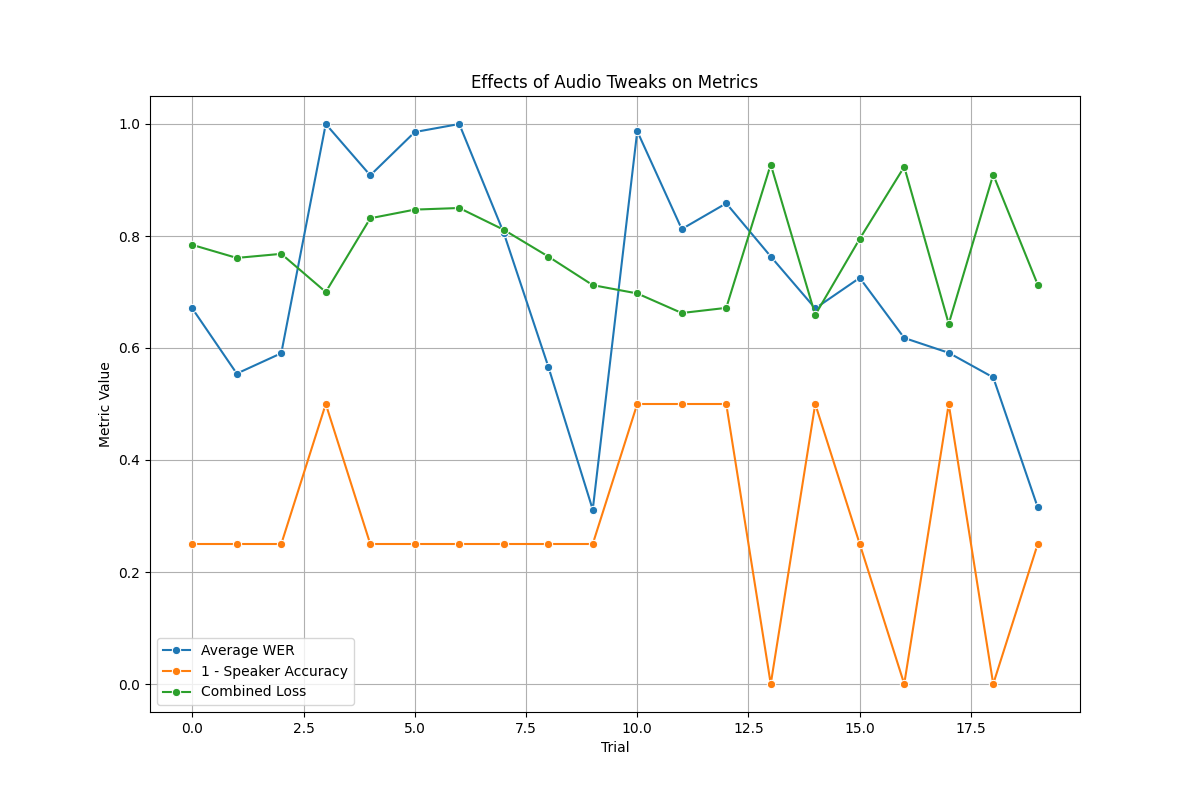 Effects of Audio Tweaks on Metrics
1.0
0.8
0.6
0.4
0.2
0.0
Metric Value
Average WER
1 - Speaker Accuracy
Combined Loss
0.0 2.5 5.0 7.5 10.0 12.5 15.0 17.5
Trial